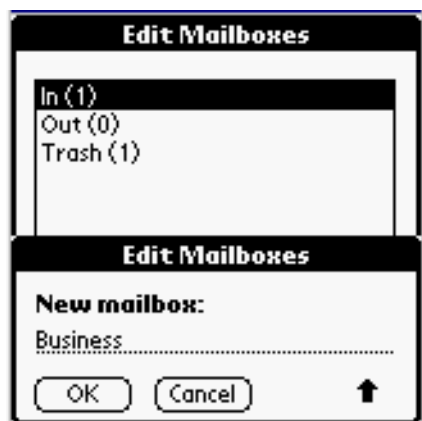 Edit Mailboxes
In (1)
Out (0)
Trash (1)
Edit Mailboxes
New mailbox:
Business
OK Cancel